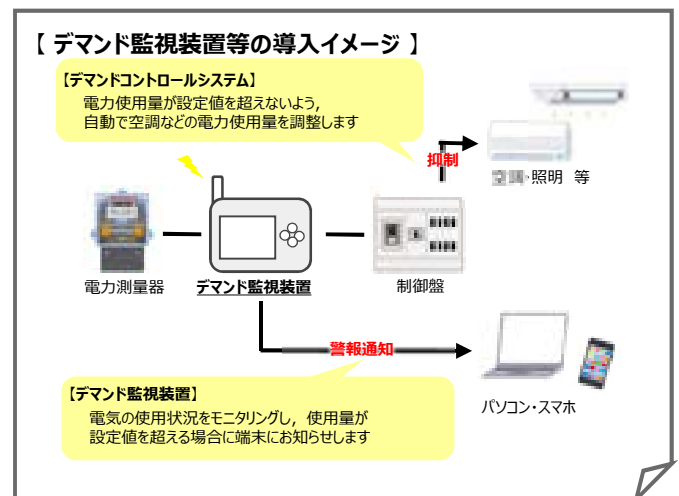 【 デマンド監視装置等の導入イメージ 】
【デマンドコントロールシステム】
電力使用量が設定値を超えないよう，
自動で空調などの電力使用量を調整します
抑制
空調・照明 等
電力測量器
デマンド監視装置
制御盤
警報通知
パソコン・スマホ
【デマンド監視装置】
電気の使用状況をモニタリングし，使用量が
設定値を超える場合に端末にお知らせします